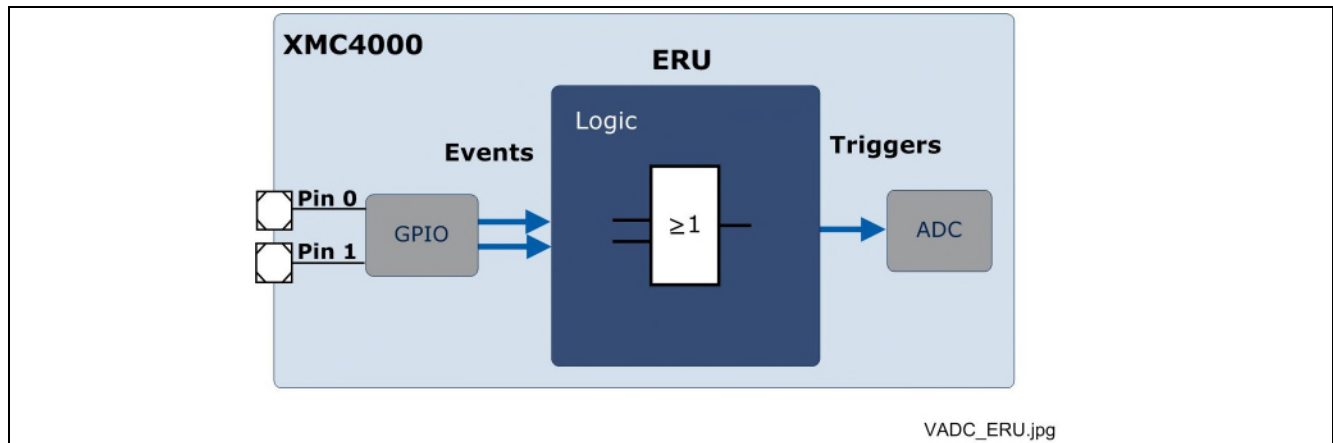 XMC4000
ERU
Logic
Events
Triggers
Pin 0
GPIO
≥1
ADC
Pin 1
VADC_ERU.jpg